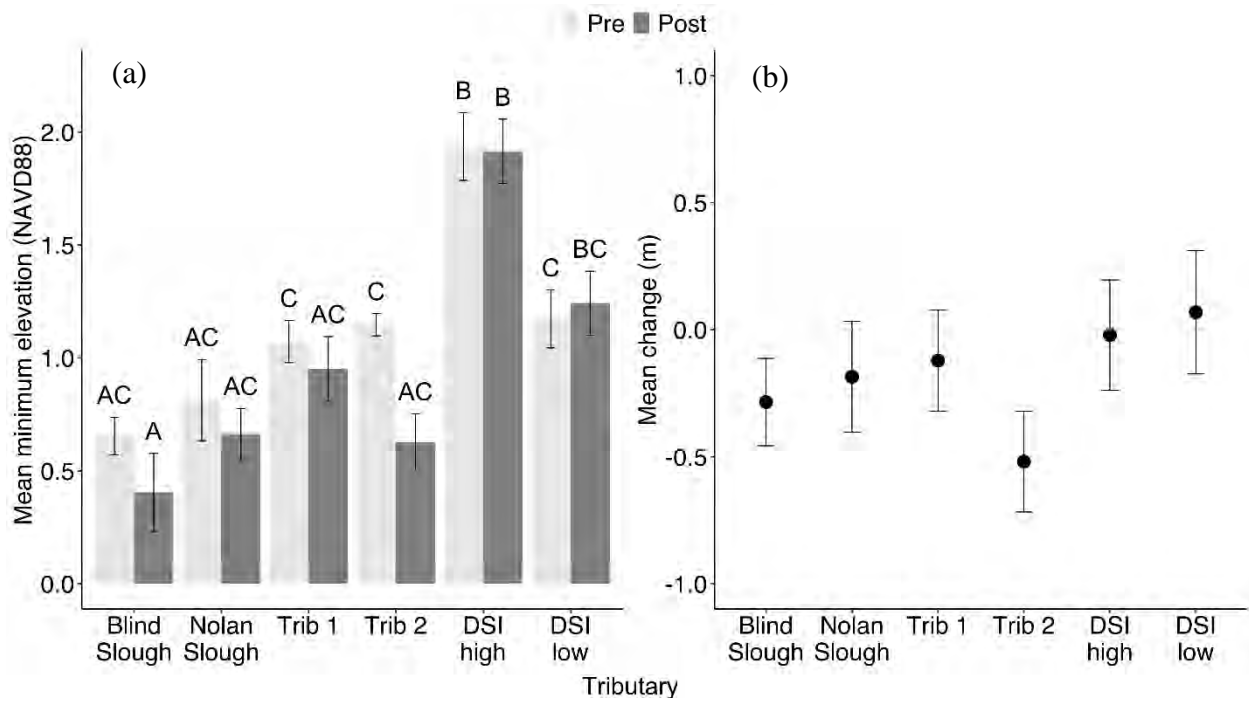 Pre Post
(a)
Mean minimum elevation (NAVD88)
2.0
1.5
1.0
0.5
0.0
AC A AC AC C AC C AC B B C BC
Blind Slough
Nolan Slough
Trib 1
Trib 2
DSI high
DSI low
(b)
Mean change (m)
1.0
0.5
0.0
-0.5
-1.0
Blind Slough
Nolan Slough
Trib 1
Trib 2
DSI high
DSI low
Tributary